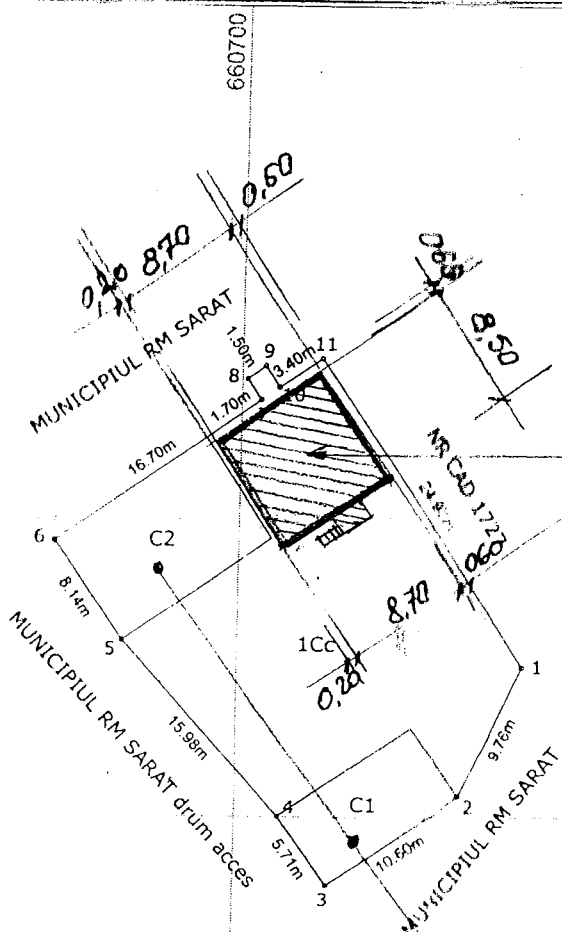 660700
0,60
8,70
0,20
MUNICIPIUL RM SARAT
1.50m
9
11
8
3.40m
10
1.70m
0,65
8,50
16.70m
NR CAD 1727
6
C2
8.14m
5
060
8,70
1Cc
0,20
1
MUNICIPIUL RM SARAT drum acces
15.98m
9.76m
4
C1
2
10.60m
5.71m
3
MUNICIPIUL RM SARAT